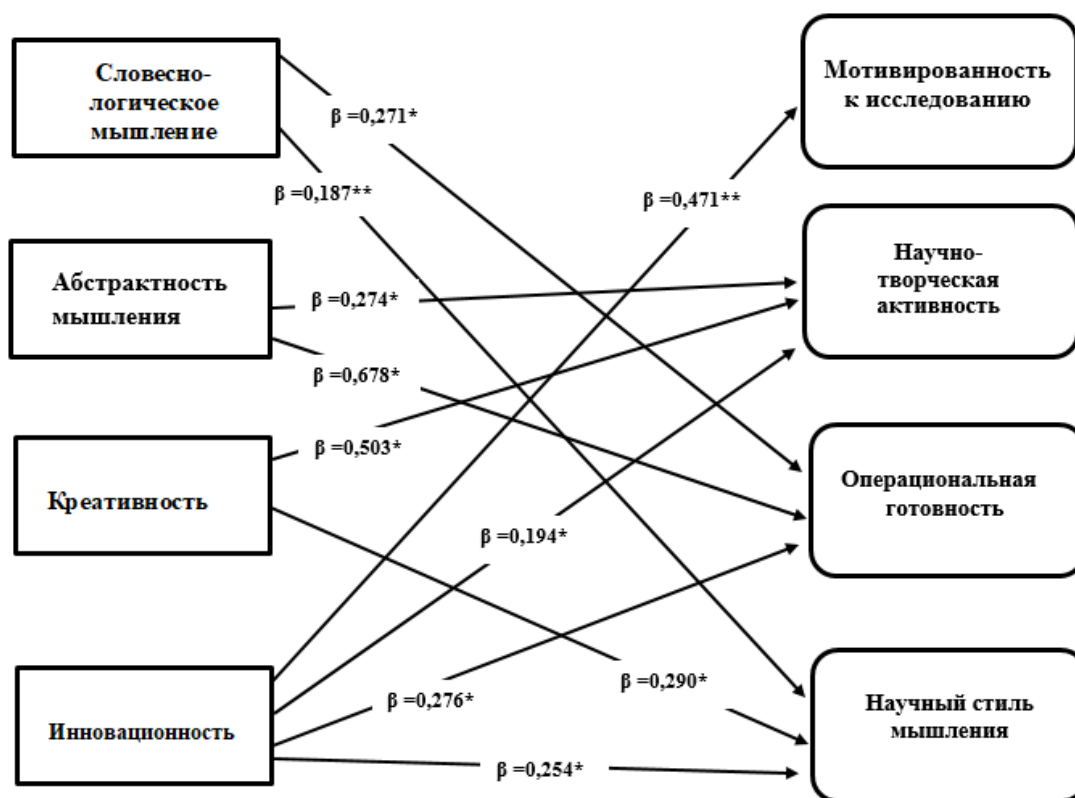 Словесно-
логическое
мышление
Абстрактность
мышления
Креативность
Инновационность
β =0,271*
β =0,187**
β =0,471**
β =0,274*
β =0,678*
β =0,503*
β =0,194*
β =0,290*
β =0,276*
β =0,254*
Мотивированность
к исследованию
Научно-
творческая
активность
Операциональная
готовность
Научный стиль
мышления